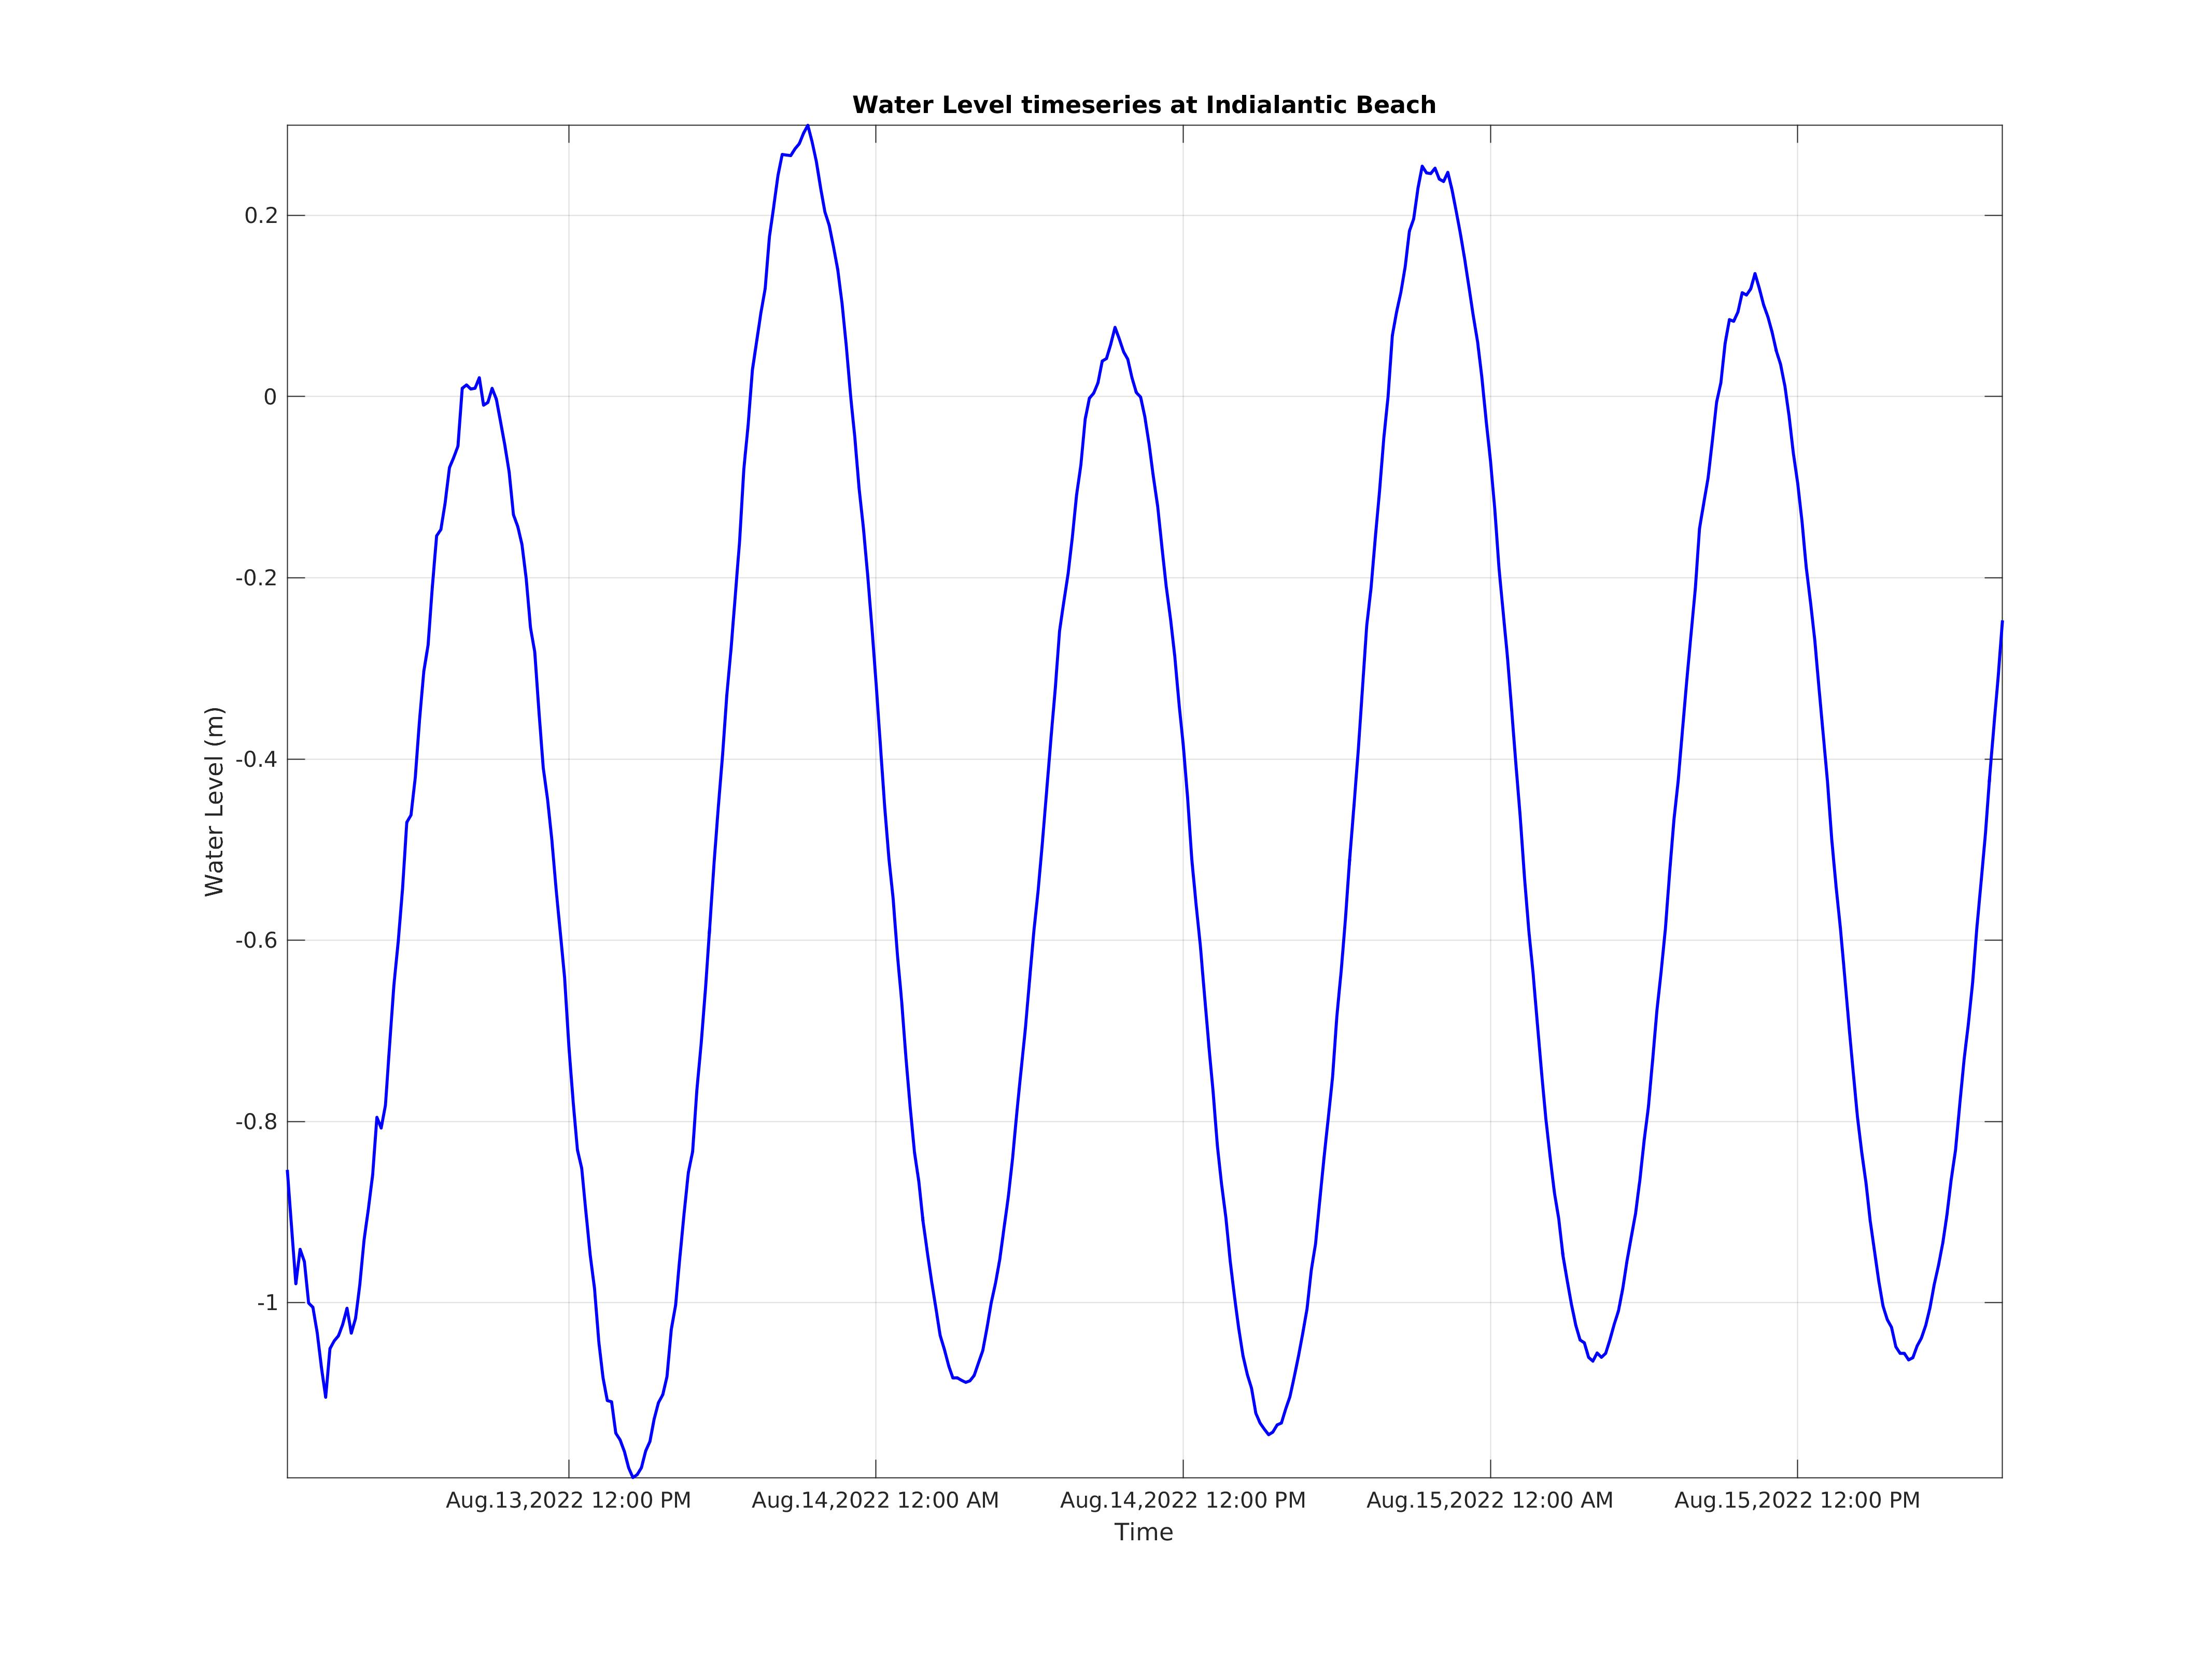 Water Level timeseries at Indialantic Beach
0.2
0
-0.2
-0.4
-0.6
-0.8
-1
Water Level (m)
Aug.13,2022 12:00 PM
Aug.14,2022 12:00 AM
Aug.14,2022 12:00 PM
Aug.15,2022 12:00 AM
Aug.15,2022 12:00 PM
Time